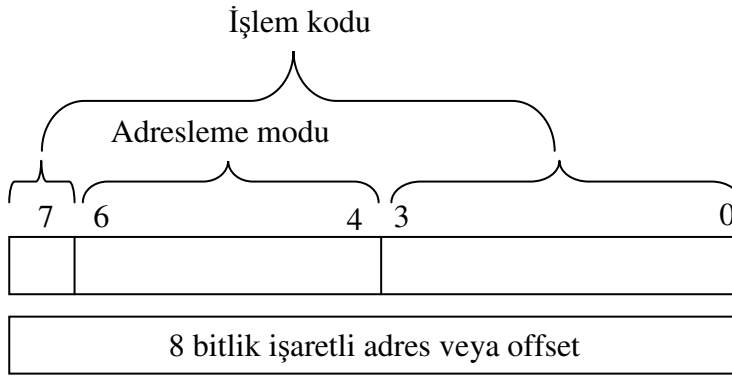 İşlem kodu
Adresleme modu
7 6 4 3 0
8 bitlik işaretli adres veya offset